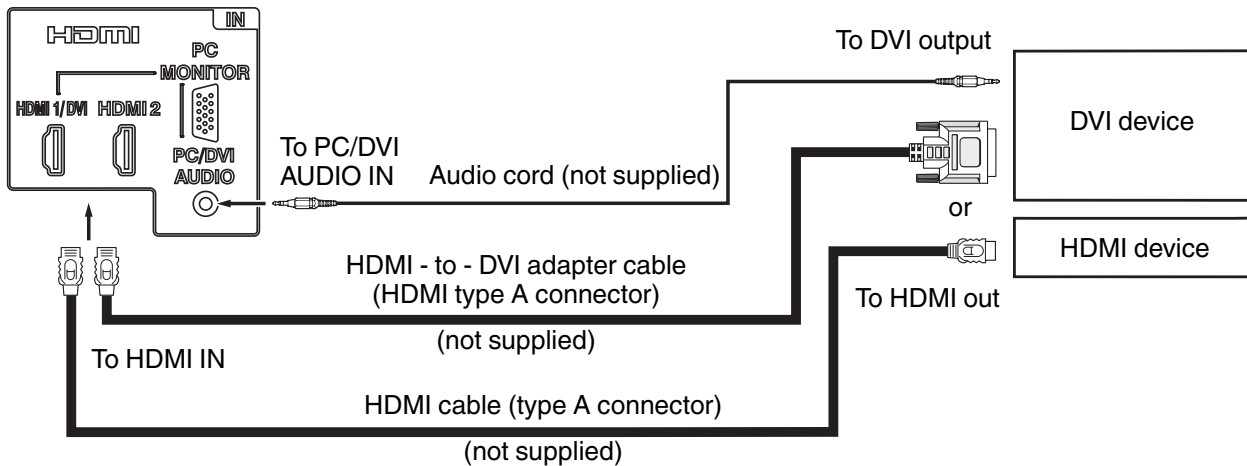 IN
HDMI
PC
MONITOR
HDMI 1/DVI HDMI 2
PC/DVI
AUDIO
To PC/DVI
AUDIO IN
Audio cord (not supplied)
To DVI output
DVI device
or
HDMI device
To HDMI out
HDMI - to - DVI adapter cable
(HDMI type A connector)
(not supplied)
To HDMI IN
HDMI cable (type A connector)
(not supplied)